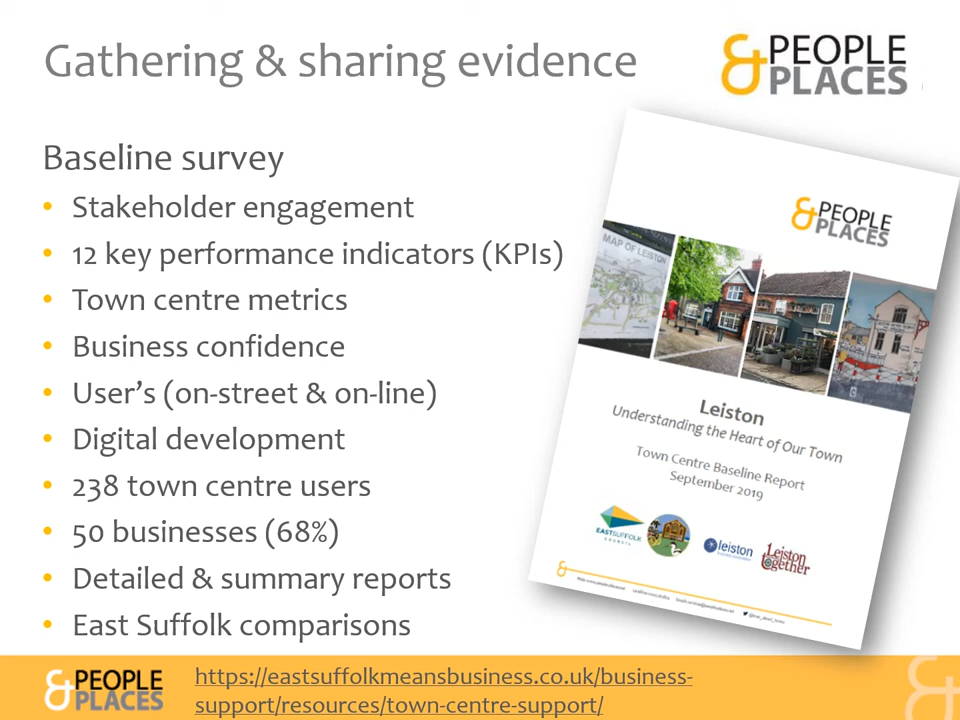 Gathering & sharing evidence
& PEOPLE
PLACES
Baseline survey
• Stakeholder engagement
• 12 key performance indicators (KPIs)
• Town centre metrics
• Business confidence
• User’s (on-street & on-line)
• Digital development
• 238 town centre users
• 50 businesses (68%)
• Detailed & summary reports
• East Suffolk comparisons
& PEOPLE
PLACES
MAP OF LEISTON
Leiston
Understanding the Heart of Our Town
Town Centre Baseline Report
September 2019
EASTSUFFOLK
COUNCIL
leiston
Leiston
together
& PEOPLE
PLACES
https://eastsuffolkmeansbusiness.co.uk/business-
support/resources/town-centre-support/